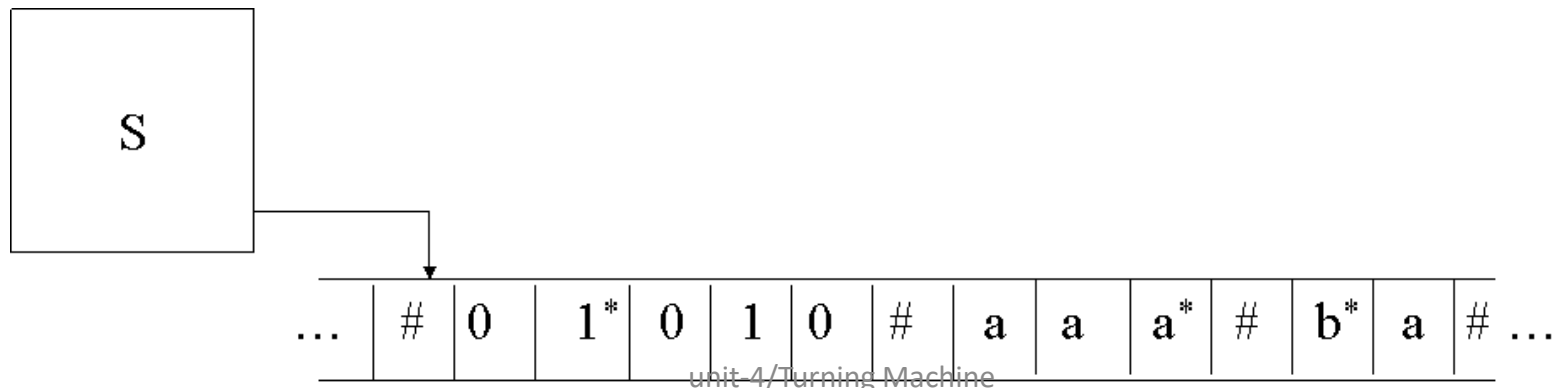 S
... # 0 1* 0 1 0 # a a a* # b* a # ...
unit-4/Turning Machine